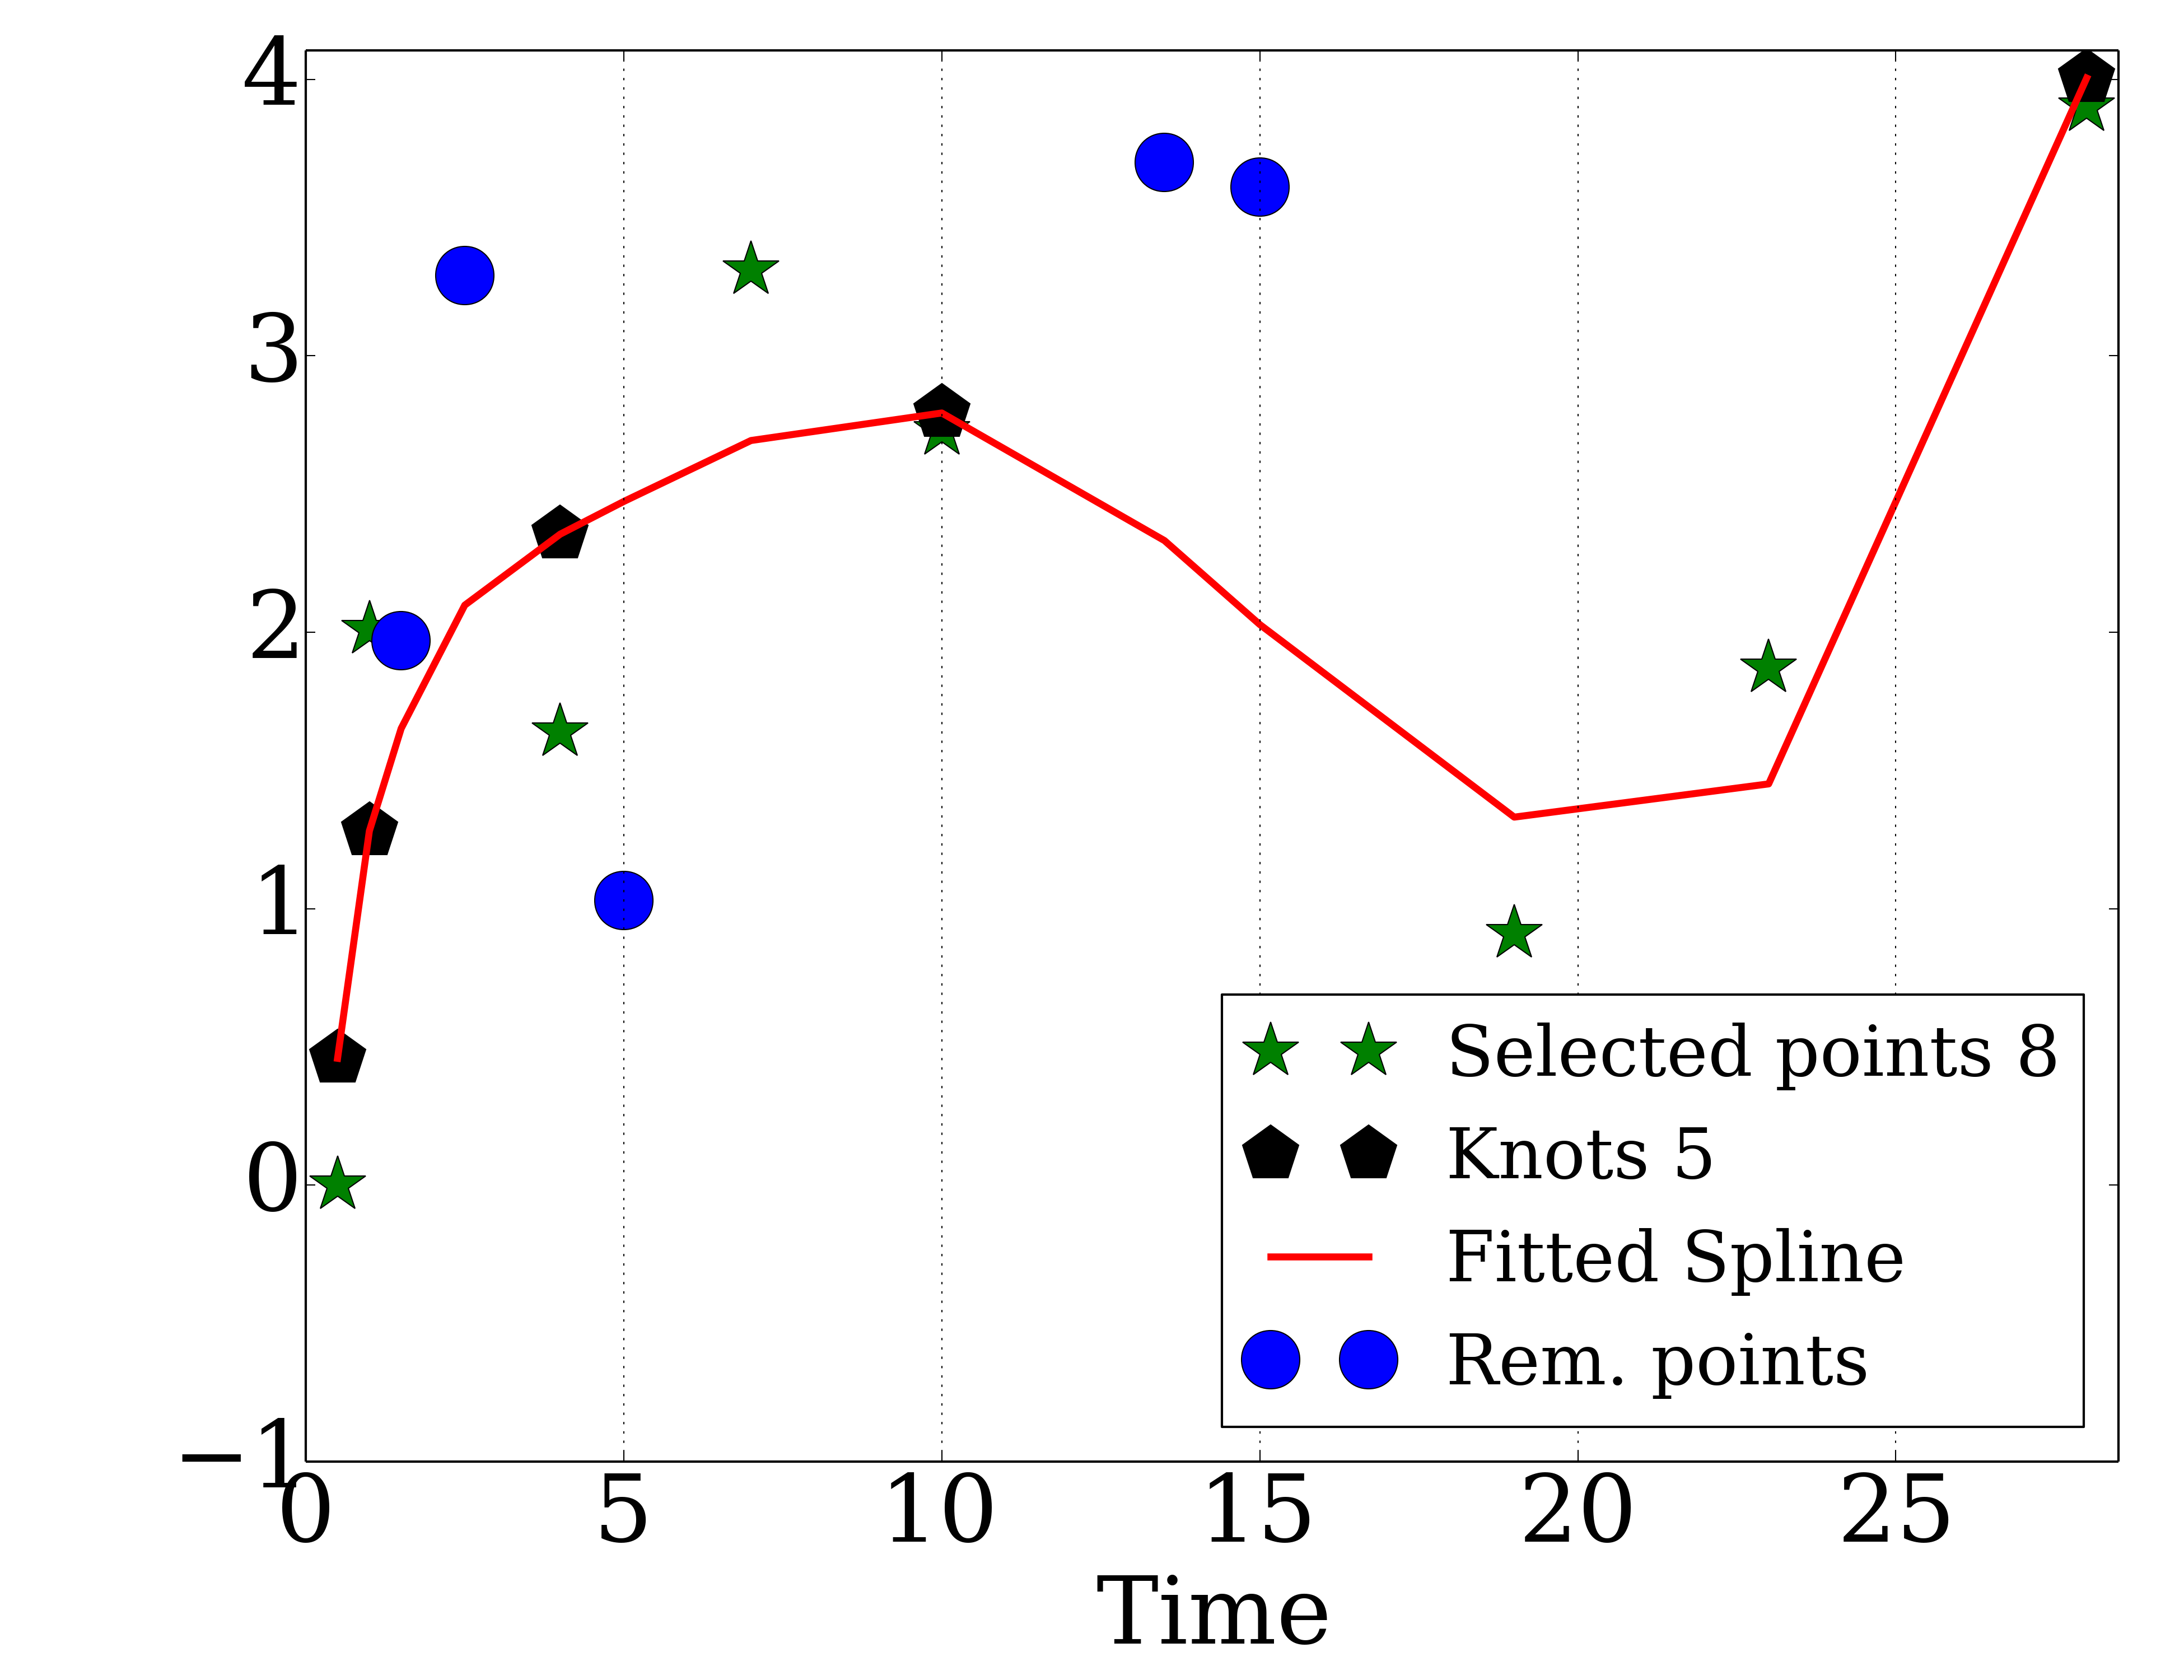 4
3
2
1
0
−1
Selected points 8
Knots 5
Fitted Spline
Rem. points
0 5 10 15 20 25
Time